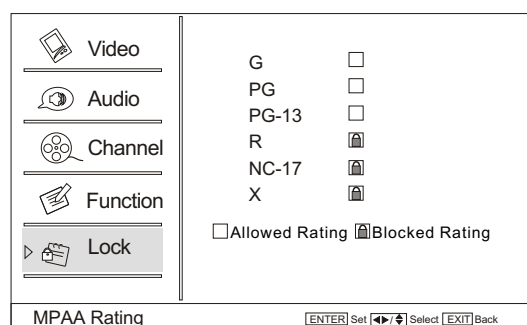 Video
Audio
Channel
Function
Lock
G
PG
PG-13
R
NC-17
X
Allowed Rating Blocked Rating
MPAA Rating
ENTER Set / Select EXIT Back